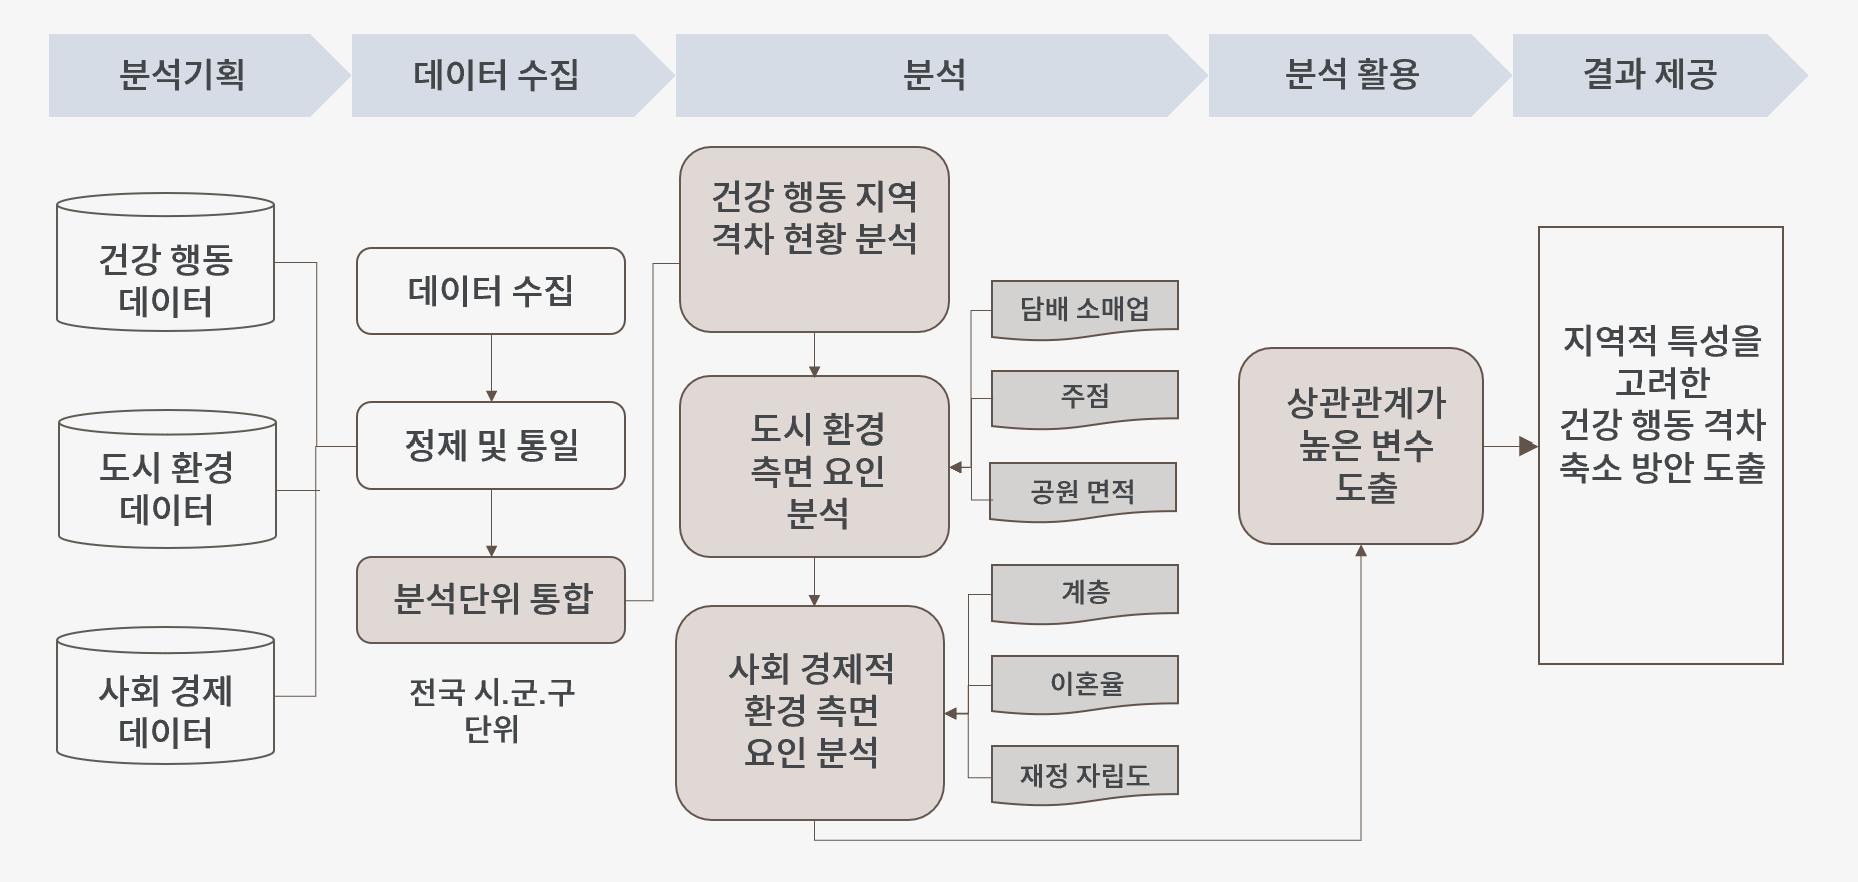 분석기획
데이터 수집
분석
분석 활용
결과 제공
건강 행동
데이터
도시 환경
데이터
사회 경제
데이터
데이터 수집
정제 및 통일
분석단위 통합
전국 시.군.구
단위
건강 행동 지역
격차 현황 분석
도시 환경
측면 요인
분석
사회 경제적
환경 측면
요인 분석
담배 소매업
주점
공원 면적
계층
이혼율
재정 자립도
상관관계가
높은 변수
도출
지역적 특성을
고려한
건강 행동 격차
축소 방안 도출